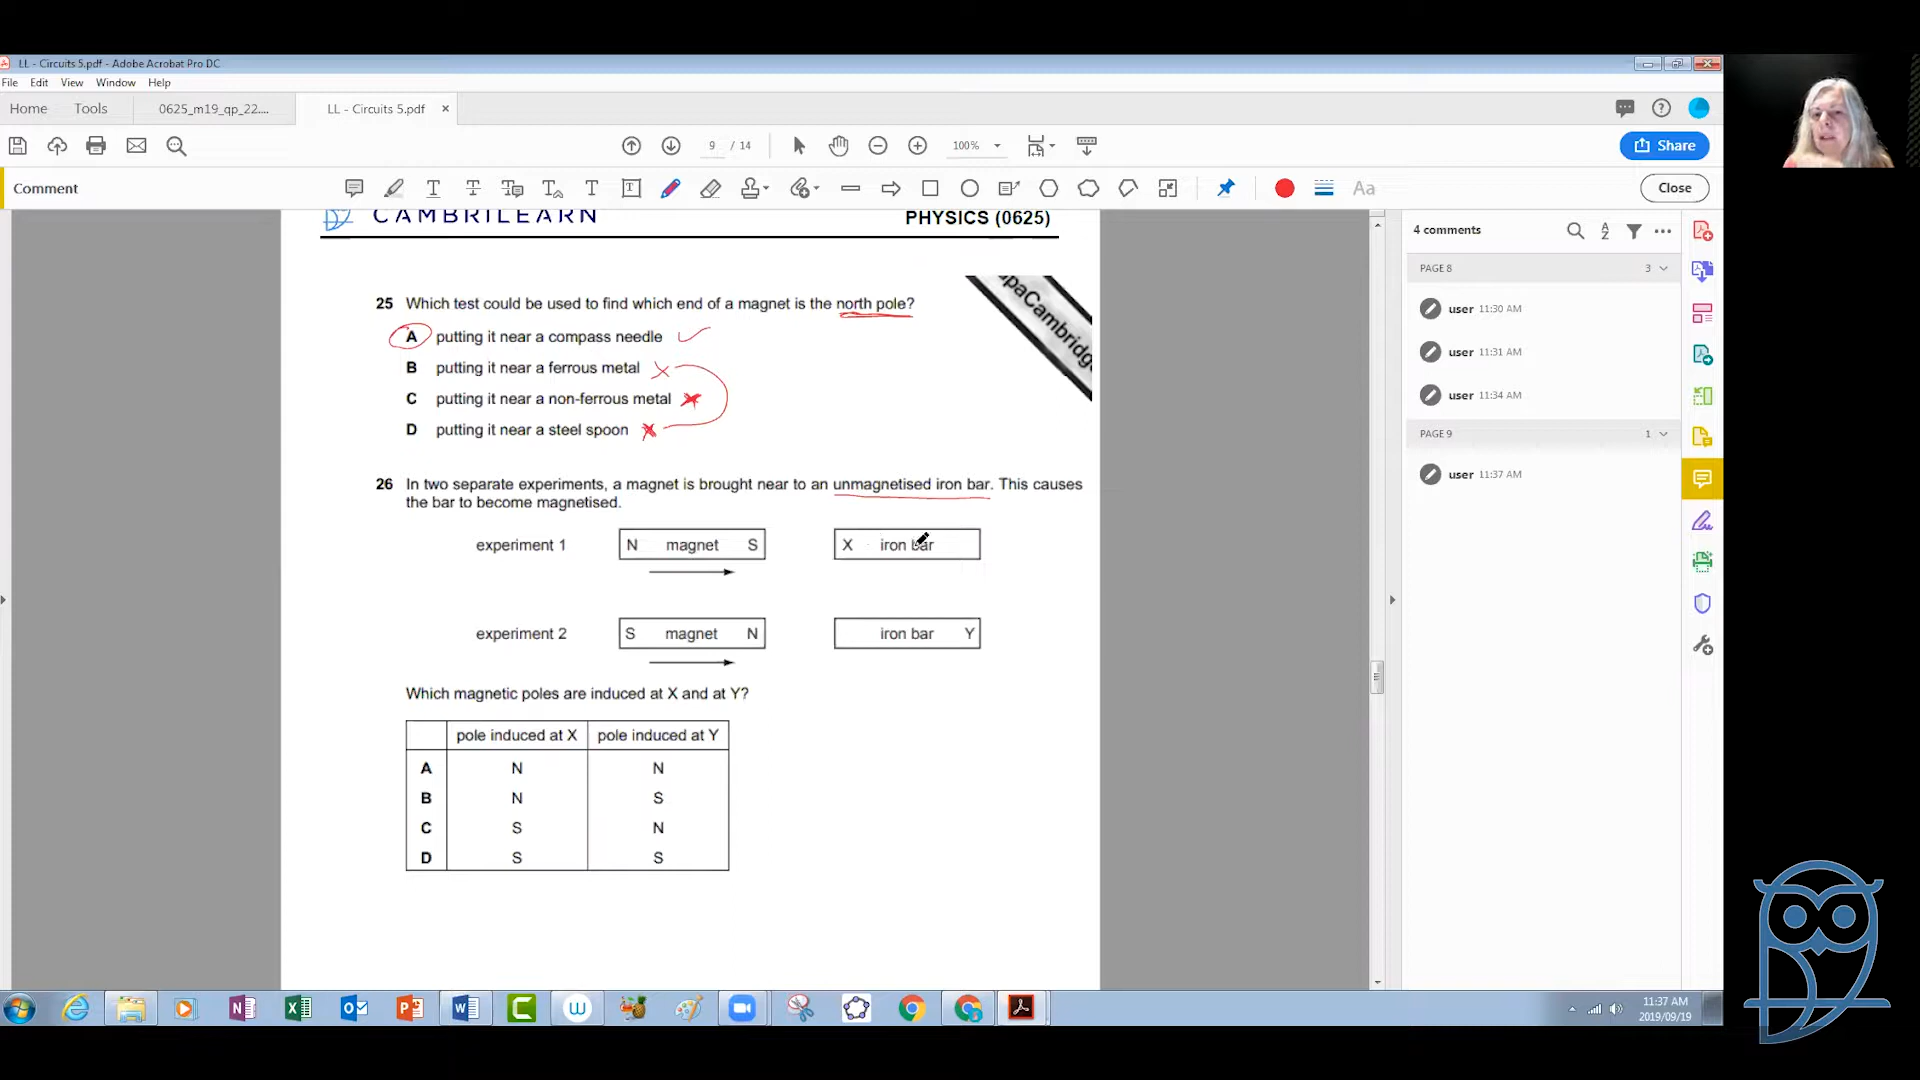 LL - Circuits 5.pdf - Adobe Acrobat Pro DC
File Edit View Window Help
Home Tools 0625_m19_qp_22.... LL - Circuits 5.pdf ×
9 / 14 100% Share
Comment Aa Close
CAMBRILEARN PHYSICS (0625)
paCambridg
25 Which test could be used to find which end of a magnet is the north pole?
A putting it near a compass needle
B putting it near a ferrous metal
C putting it near a non-ferrous metal
D putting it near a steel spoon
26 In two separate experiments, a magnet is brought near to an unmagnetised iron bar. This causes
the bar to become magnetised.
experiment 1 N magnet S X iron bar
experiment 2 S magnet N iron bar Y
Which magnetic poles are induced at X and at Y?
pole induced at X pole induced at Y
A N N
B N S
C S N
D S S
4 comments
PAGE 8 3
user 11:30 AM
user 11:31 AM
user 11:34 AM
PAGE 9 1
user 11:37 AM
11:37 AM
2019/09/19